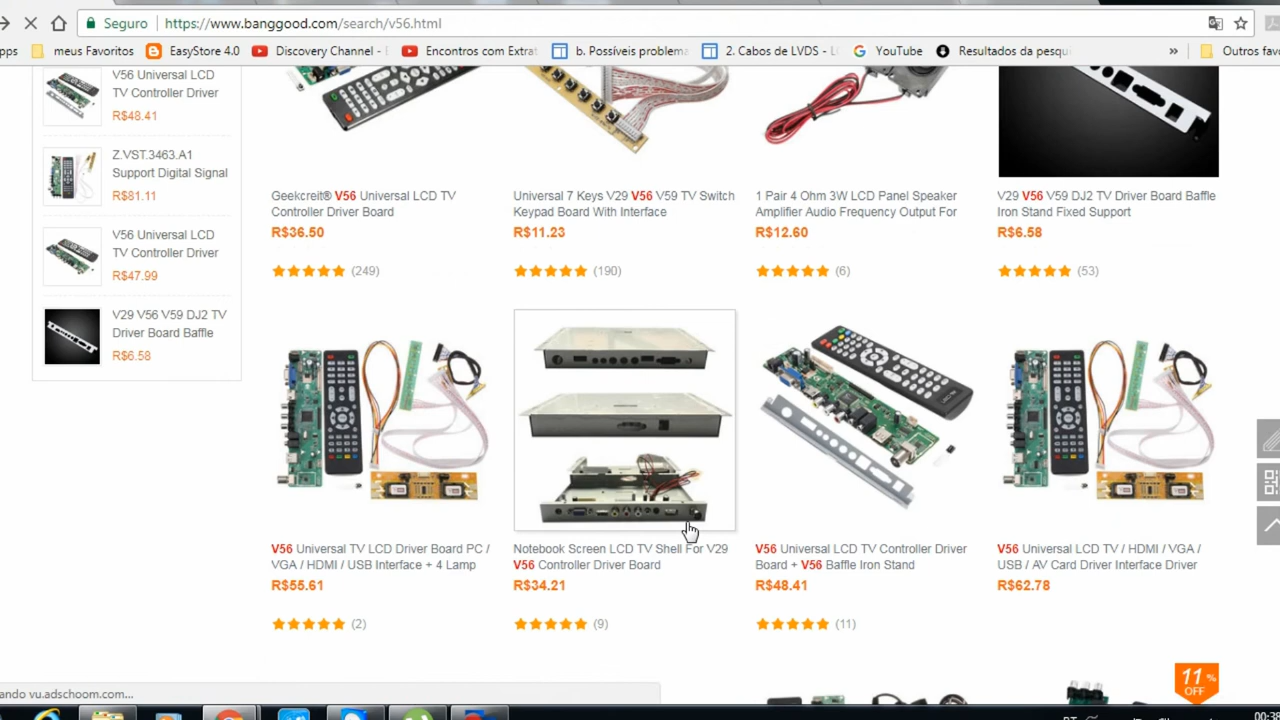 Seguro
https://www.banggood.com/search/v56.html
pps
meus Favoritos
EasyStore 4.0
Discovery Channel -
Encontros com Extrat
b. Possíveis problema
2. Cabos de LVDS - L
YouTube
Resultados da pesqu
»
Outros fav
V56 Universal LCD
TV Controller Driver
R$48.41
Z.VST.3463.A1
Support Digital Signal
R$81.11
V56 Universal LCD
TV Controller Driver
R$47.99
V29 V56 V59 DJ2 TV
Driver Board Baffle
R$6.58
Geekcreit® V56 Universal LCD TV
Controller Driver Board
R$36.50
(249)
Universal 7 Keys V29 V56 V59 TV Switch
Keypad Board With Interface
R$11.23
(190)
1 Pair 4 Ohm 3W LCD Panel Speaker
Amplifier Audio Frequency Output For
R$12.60
(6)
V29 V56 V59 DJ2 TV Driver Board Baffle
Iron Stand Fixed Support
R$6.58
(53)
V56 Universal TV LCD Driver Board PC /
VGA / HDMI / USB Interface + 4 Lamp
R$55.61
(2)
Notebook Screen LCD TV Shell For V29
V56 Controller Driver Board
R$34.21
(9)
V56 Universal LCD TV Controller Driver
Board + V56 Baffle Iron Stand
R$48.41
(11)
V56 Universal LCD TV / HDMI / VGA /
USB / AV Card Driver Interface Driver
R$62.78
11 %
OFF
ando vu.adschoom.com...